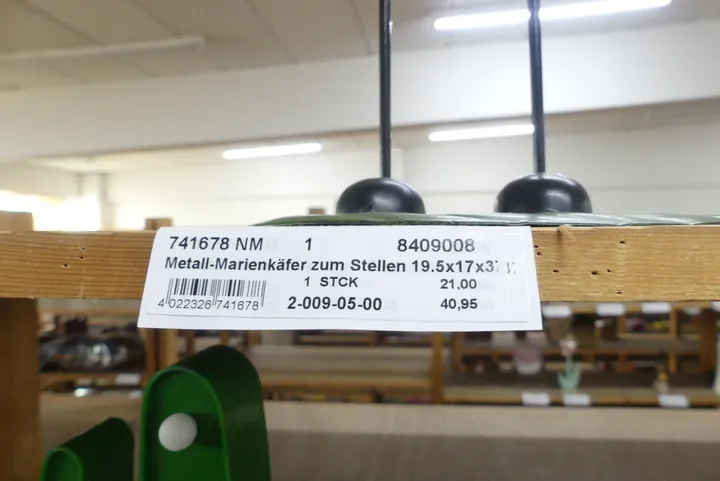 741678 NM 1 8409008
Metall-Marienkäfer zum Stellen 19.5x17x3
1 STCK 21,00
4 022326 741678 2-009-05-00 40,95